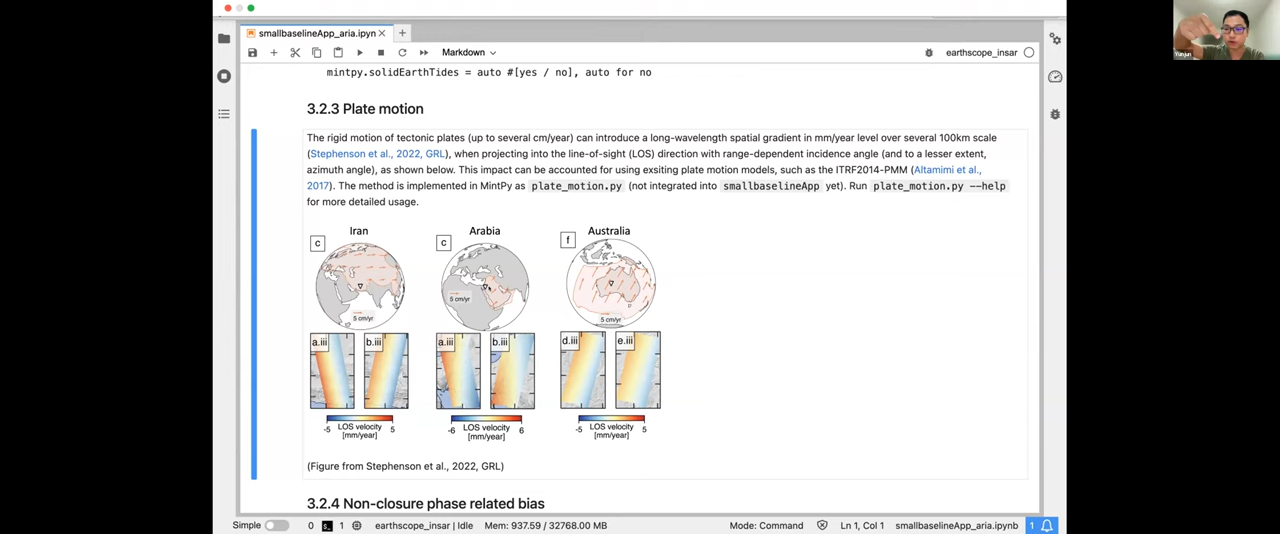 smallbaselineApp_aria.ipyn
Markdown
earthscope_insar
Yunjun
mintpy.solidEarthTides = auto #[yes / no], auto for no
3.2.3 Plate motion
The rigid motion of tectonic plates (up to several cm/year) can introduce a long-wavelength spatial gradient in mm/year level over several 100km scale
(Stephenson et al., 2022, GRL), when projecting into the line-of-sight (LOS) direction with range-dependent incidence angle (and to a lesser extent,
azimuth angle), as shown below. This impact can be accounted for using exsiting plate motion models, such as the ITRF2014-PMM (Altamimi et al.,
2017). The method is implemented in MintPy as plate_motion.py (not integrated into smallbaselineApp yet). Run plate_motion.py --help
for more detailed usage.
Iran Arabia Australia
c c f
5 cm/yr 5 cm/yr 5 cm/yr
a.iii b.iii a.iii b.iii d.iii e.iii
-5 LOS velocity 5 -6 LOS velocity 6 -5 LOS velocity 5
[mm/year] [mm/year] [mm/year]
(Figure from Stephenson et al., 2022, GRL)
3.2.4 Non-closure phase related bias
Simple 0 1 earthscope_insar | Idle Mem: 937.59 / 32768.00 MB Mode: Command Ln 1, Col 1 smallbaselineApp_aria.ipynb 1